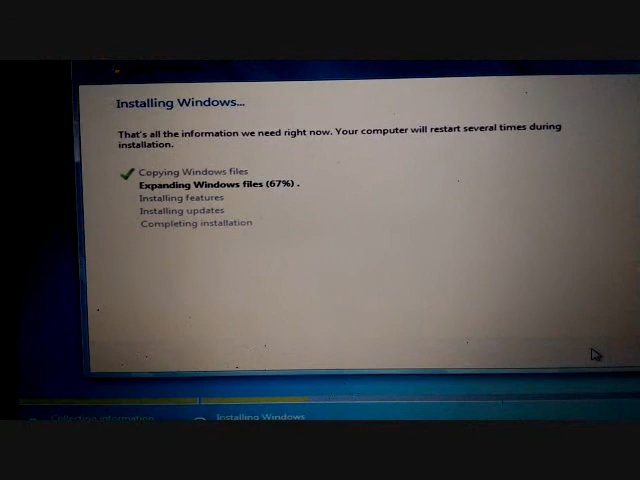 Installing Windows...
That's all the information we need right now. Your computer will restart several times during
installation.
Copying Windows files
Expanding Windows files (67%) .
Installing features
Installing updates
Completing installation
Collecting information
Installing Windows